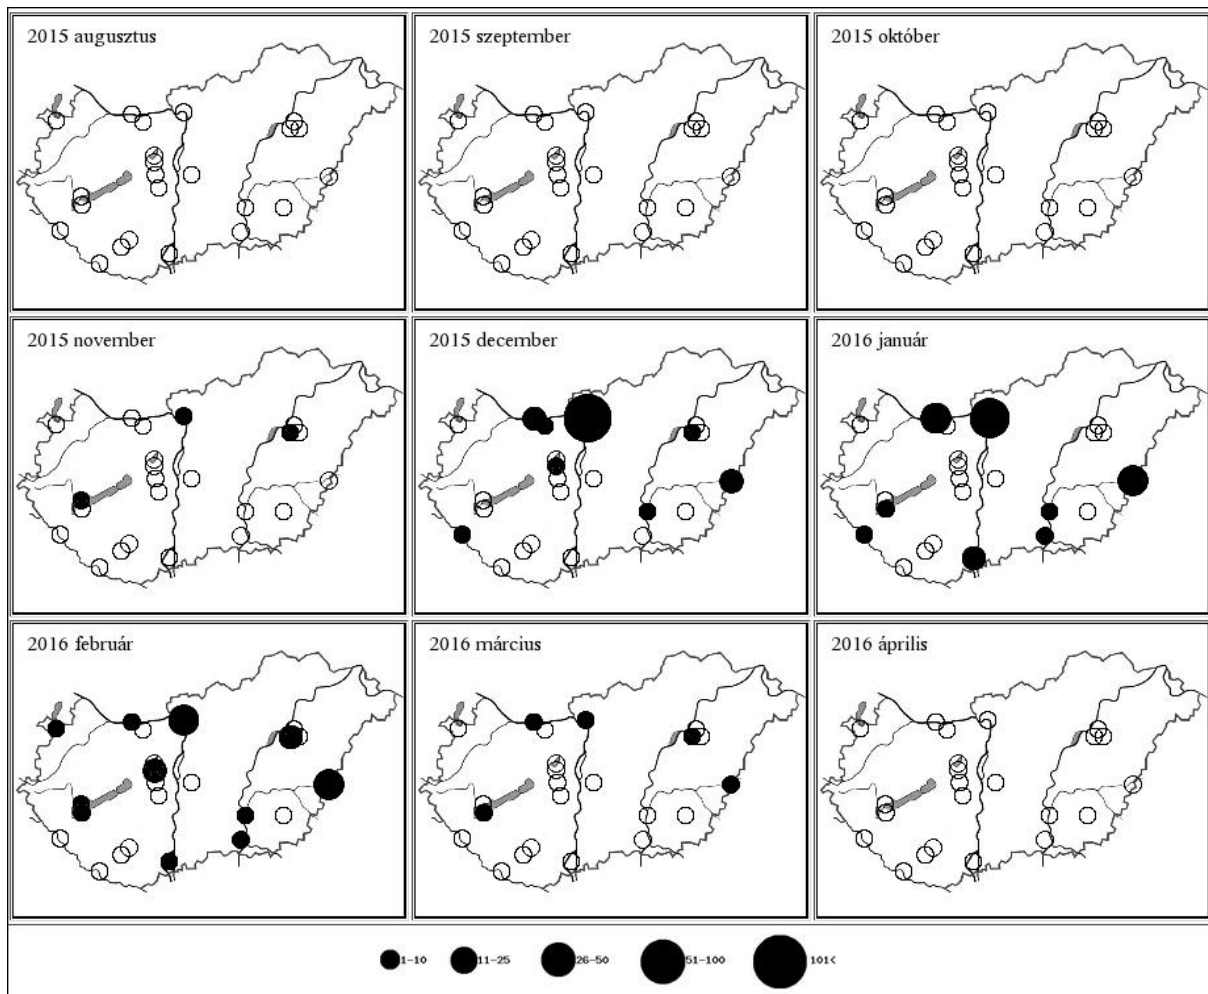 2015 augusztus
2015 szeptember
2015 október
2015 november
2015 december
2016 január
2016 február
2016 március
2016 április
1-10 11-25 26-50 51-100 101<